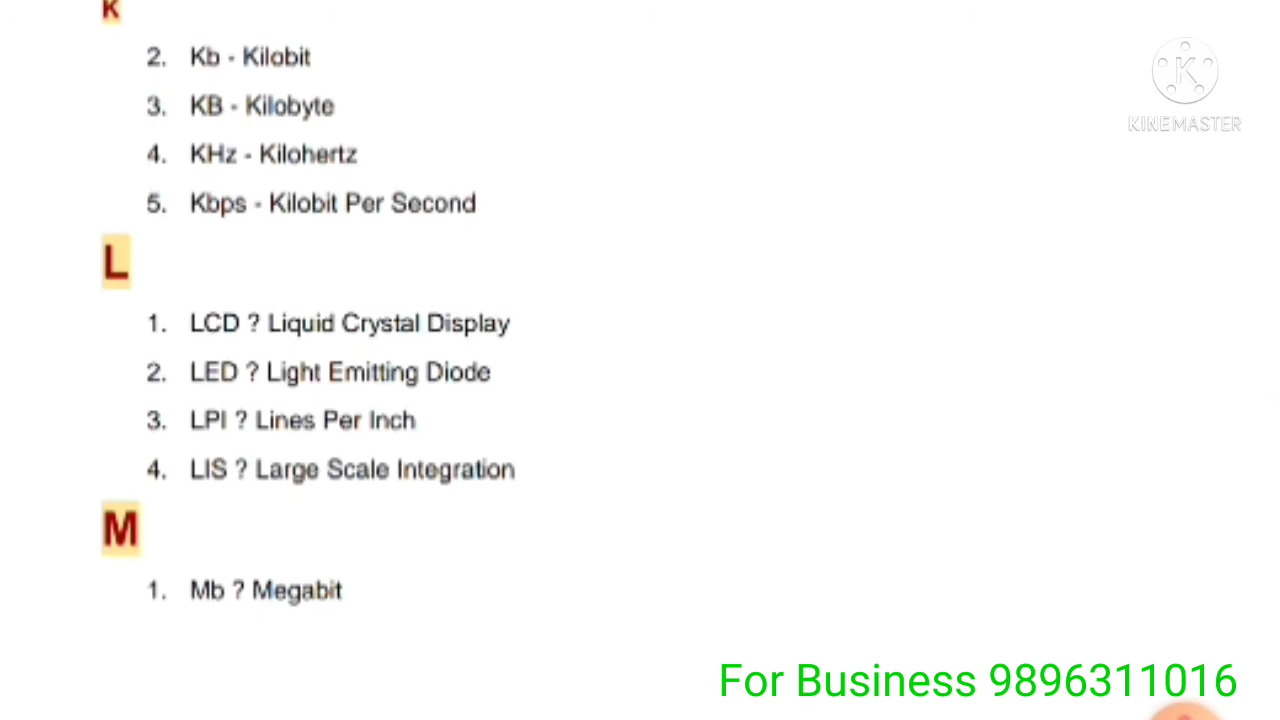 K
2. Kb - Kilobit
3. KB - Kilobyte
4. KHz - Kilohertz
5. Kbps - Kilobit Per Second
L
1. LCD ? Liquid Crystal Display
2. LED ? Light Emitting Diode
3. LPI ? Lines Per Inch
4. LIS ? Large Scale Integration
M
1. Mb ? Megabit
K
KINEMASTER
For Business 9896311016